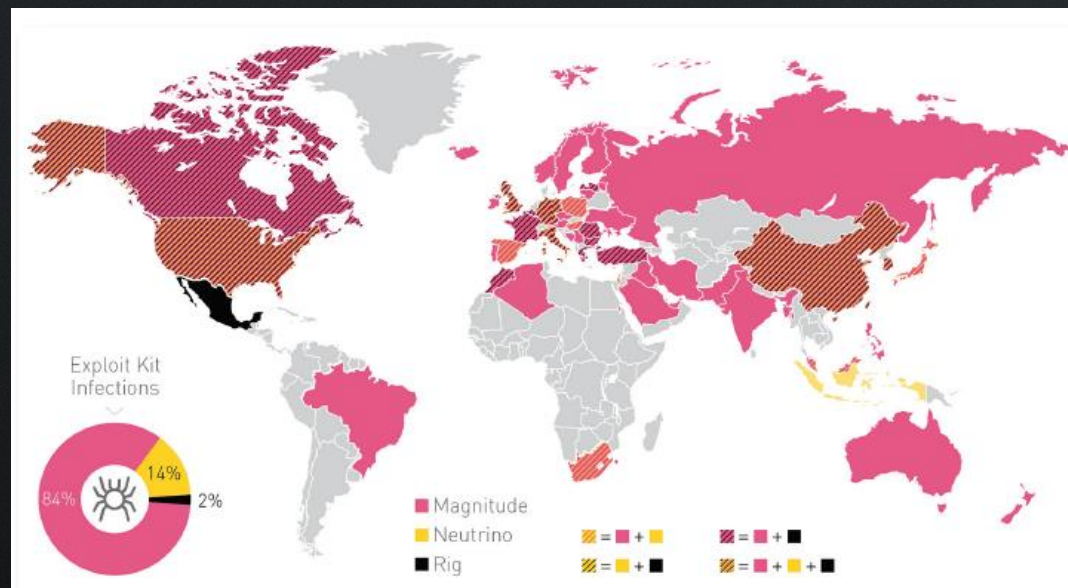 Exploit Kit
Infections
84%
14%
2%
Magnitude
Neutrino
Rig
= +
= +
= +
= + +